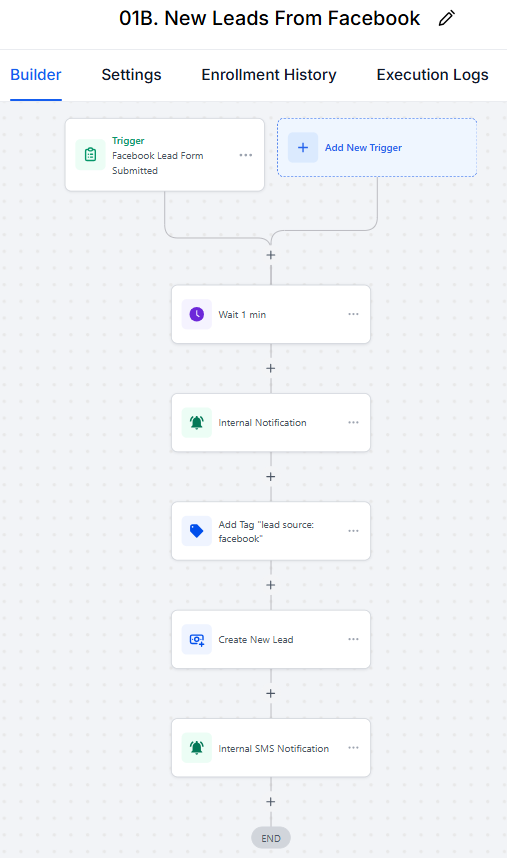 01B. New Leads From Facebook
Builder
Settings
Enrollment History
Execution Logs
Trigger
Facebook Lead Form
Submitted
Add New Trigger
Wait 1 min
Internal Notification
Add Tag "lead source:
facebook"
Create New Lead
Internal SMS Notification
END